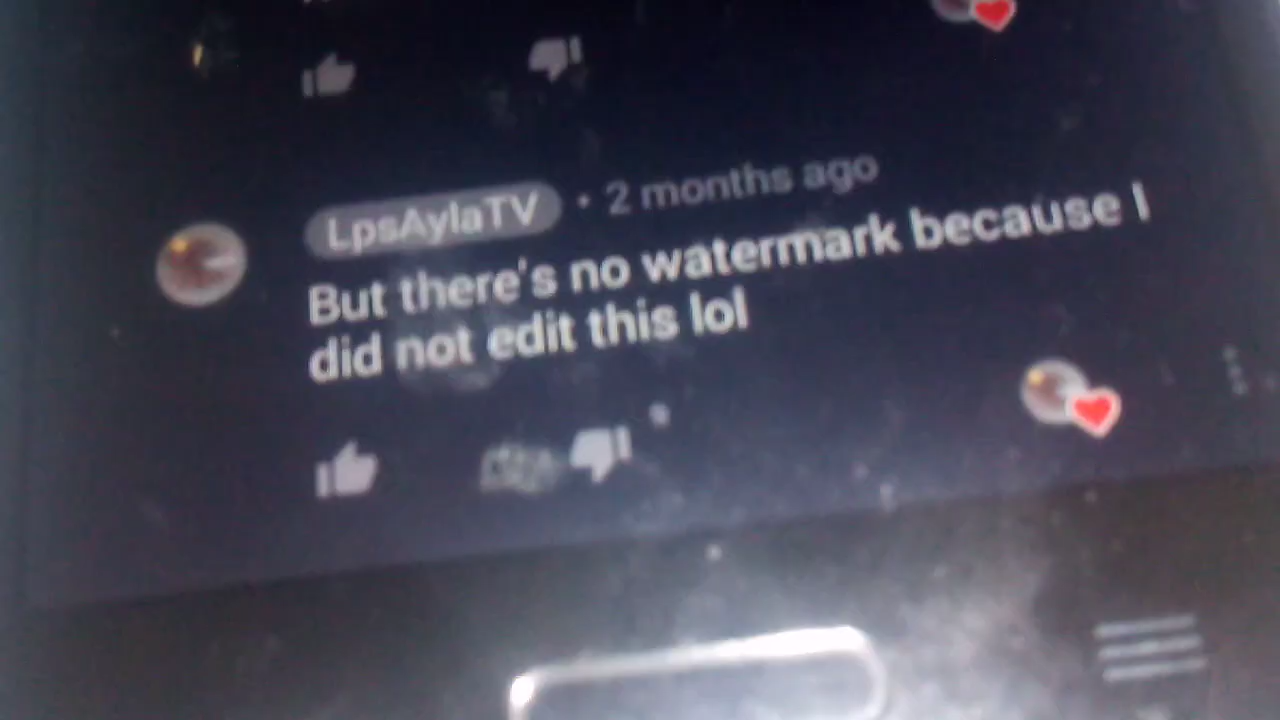 LpsAylaTV · 2 months ago
But there's no watermark because I
did not edit this lol